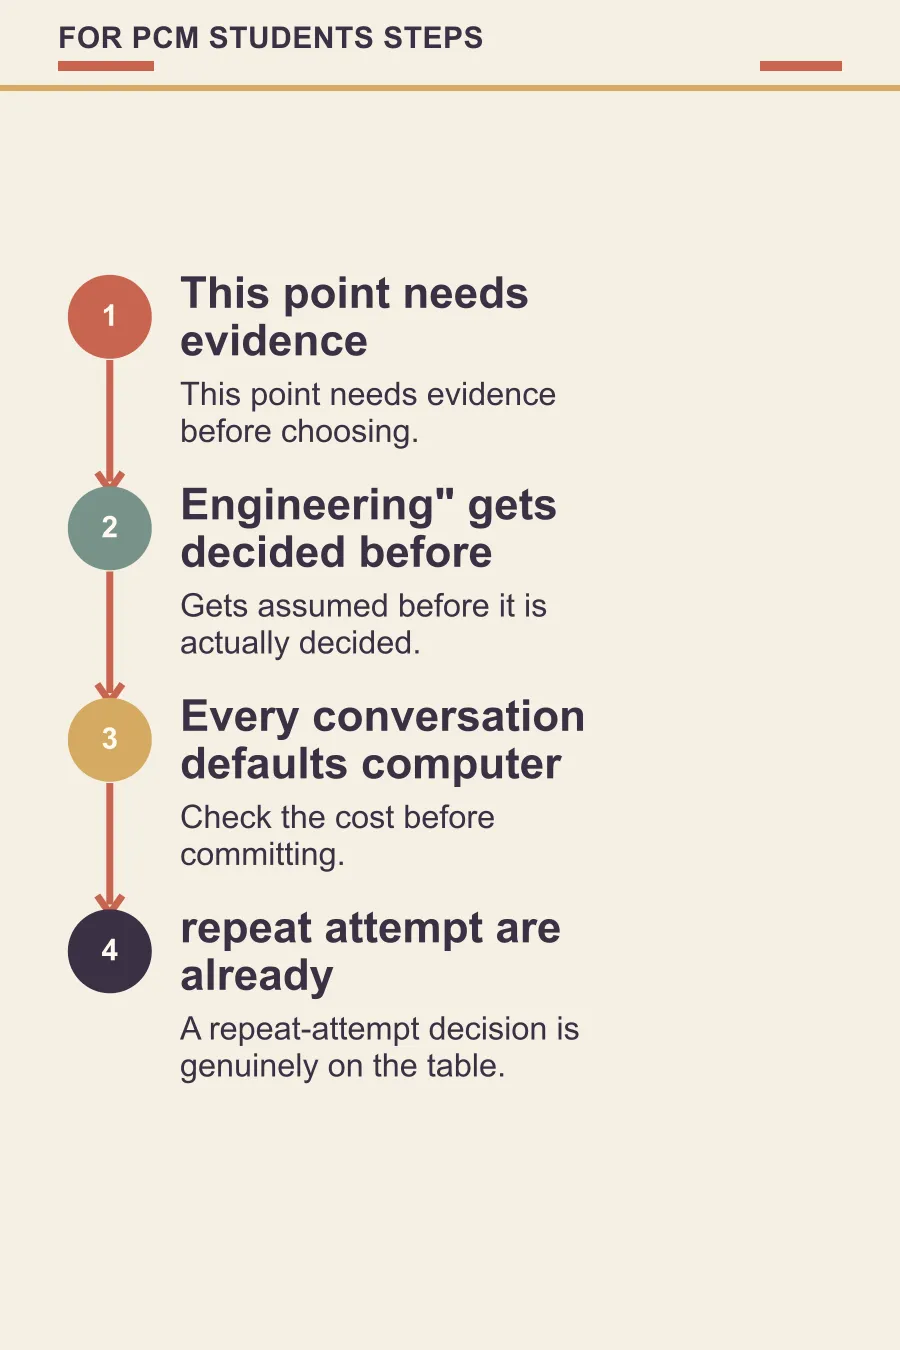 FOR PCM STUDENTS STEPS
1
This point needs
evidence
This point needs evidence
before choosing.
2
Engineering" gets
decided before
Gets assumed before it is
actually decided.
3
Every conversation
defaults computer
Check the cost before
committing.
4
repeat attempt are
already
A repeat-attempt decision is
genuinely on the table.